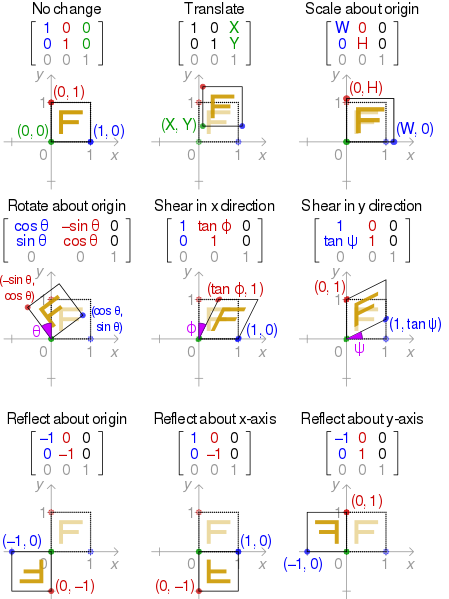 No change
1 0 0
0 1 0
0 0 1
y
1
(0, 1)
(0, 0)
(1, 0)
0 1 x
Translate
1 0 X
0 1 Y
0 0 1
y
1
F
(X, Y)
0 1 x
Scale about origin
W 0 0
0 H 0
0 0 1
y
(0, H)
1
F
(W, 0)
0 1 x
Rotate about origin
cos θ −sin θ 0
sin θ cos θ 0
0 0 1
y
(−sin θ,
cos θ)
1
F
(cos θ,
sin θ)
θ
0 1 x
Shear in x direction
1 tan ϕ 0
0 1 0
0 0 1
y
1
(tan ϕ, 1)
F
ϕ
(1, 0)
0 1 x
Shear in y direction
1 0 0
tan ψ 1 0
0 0 1
y
(0, 1)
1
F
(1, tan ψ)
ψ
0 1 x
Reflect about origin
−1 0 0
0 −1 0
0 0 1
y
1
F
(−1, 0)
0 1 x
(0, −1)
Reflect about x-axis
1 0 0
0 −1 0
0 0 1
y
1
F
(1, 0)
0 1 x
(0, −1)
Reflect about y-axis
−1 0 0
0 1 0
0 0 1
y
(0, 1)
1
F
(−1, 0)
0 1 x